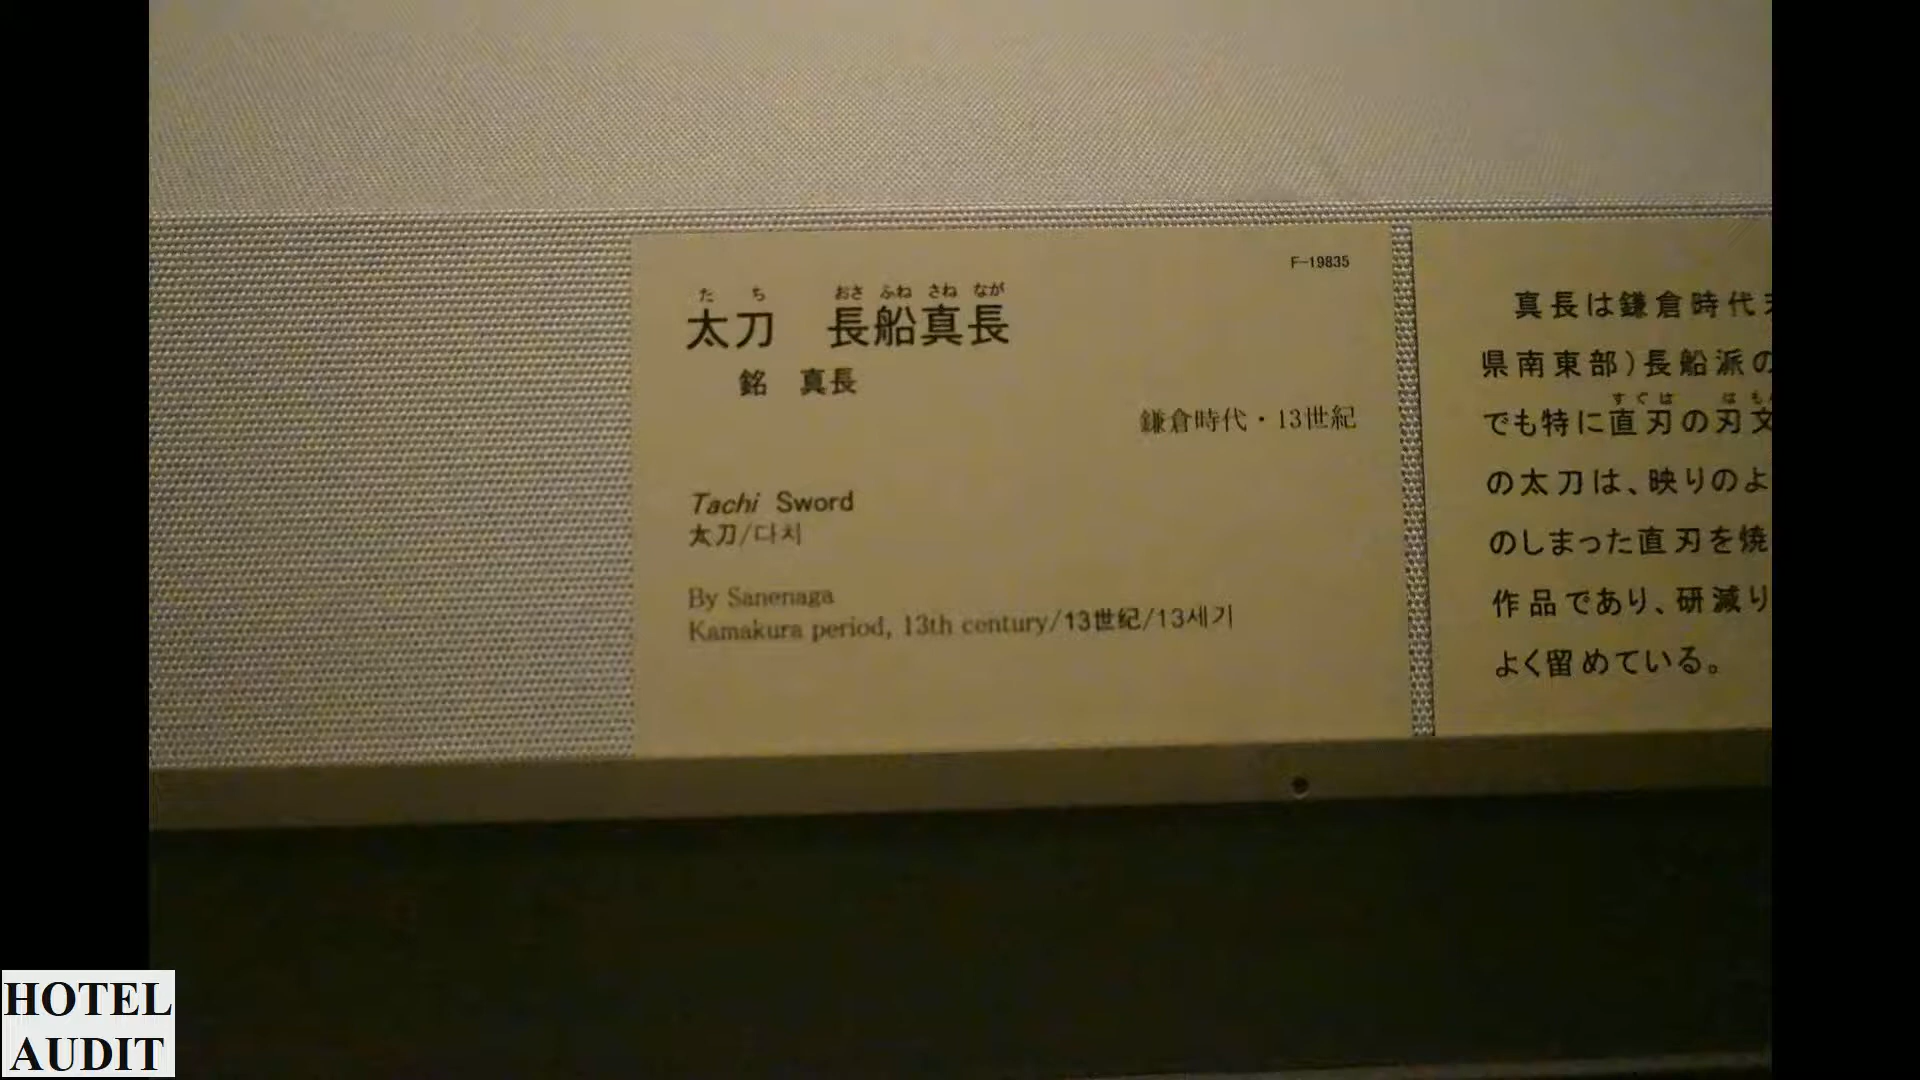 F-19835
た ち おさ ふね さね なが
太刀 長船真長
銘 真長
鎌倉時代・13世紀
Tachi Sword
太刀/다치
By Sanenaga
Kamakura period, 13th century/13世纪/13세기
真長は鎌倉時代
県南東部)長船派の
すぐは はも
でも特に直刃の刃文
の太刀は、映りのよ
のしまった直刃を焼
作品であり、研減り
よく留めている。
HOTEL
AUDIT